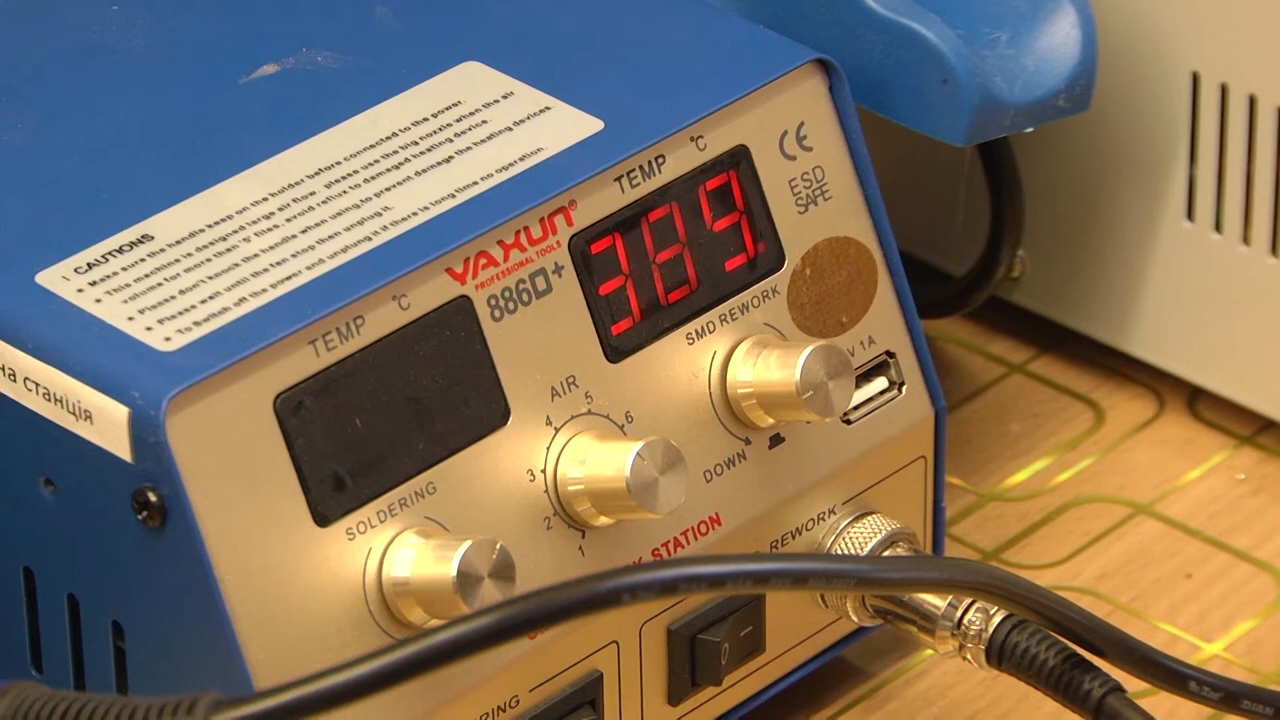 ! CAUTIONS
• Make sure the handle keep on the holder before connected to the power.
• This machine is designed large air flow, please use the big nozzle when the air
volume for more than '5' files, avoid reflux to damaged heating device.
• Please don't knock the handle when using,to prevent damage the heating devices.
• Please wait until the fan stop then unplug it.
• To Switch off the power and unplung it if there is long time no operation.
на станція
TEMP °C
CE
ESD
SAFE
YAXUN®
PROFESSIONAL TOOLS
886D+
389.
TEMP °C
SMD REWORK
V 1A
AIR
1 2 3 4 5 6
DOWN
SOLDERING
STATION
REWORK
RING